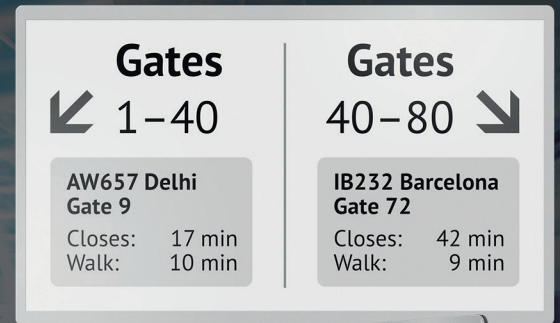 Gates
1–40
AW657 Delhi
Gate 9
Closes: 17 min
Walk: 10 min
Gates
40–80
IB232 Barcelona
Gate 72
Closes: 42 min
Walk: 9 min